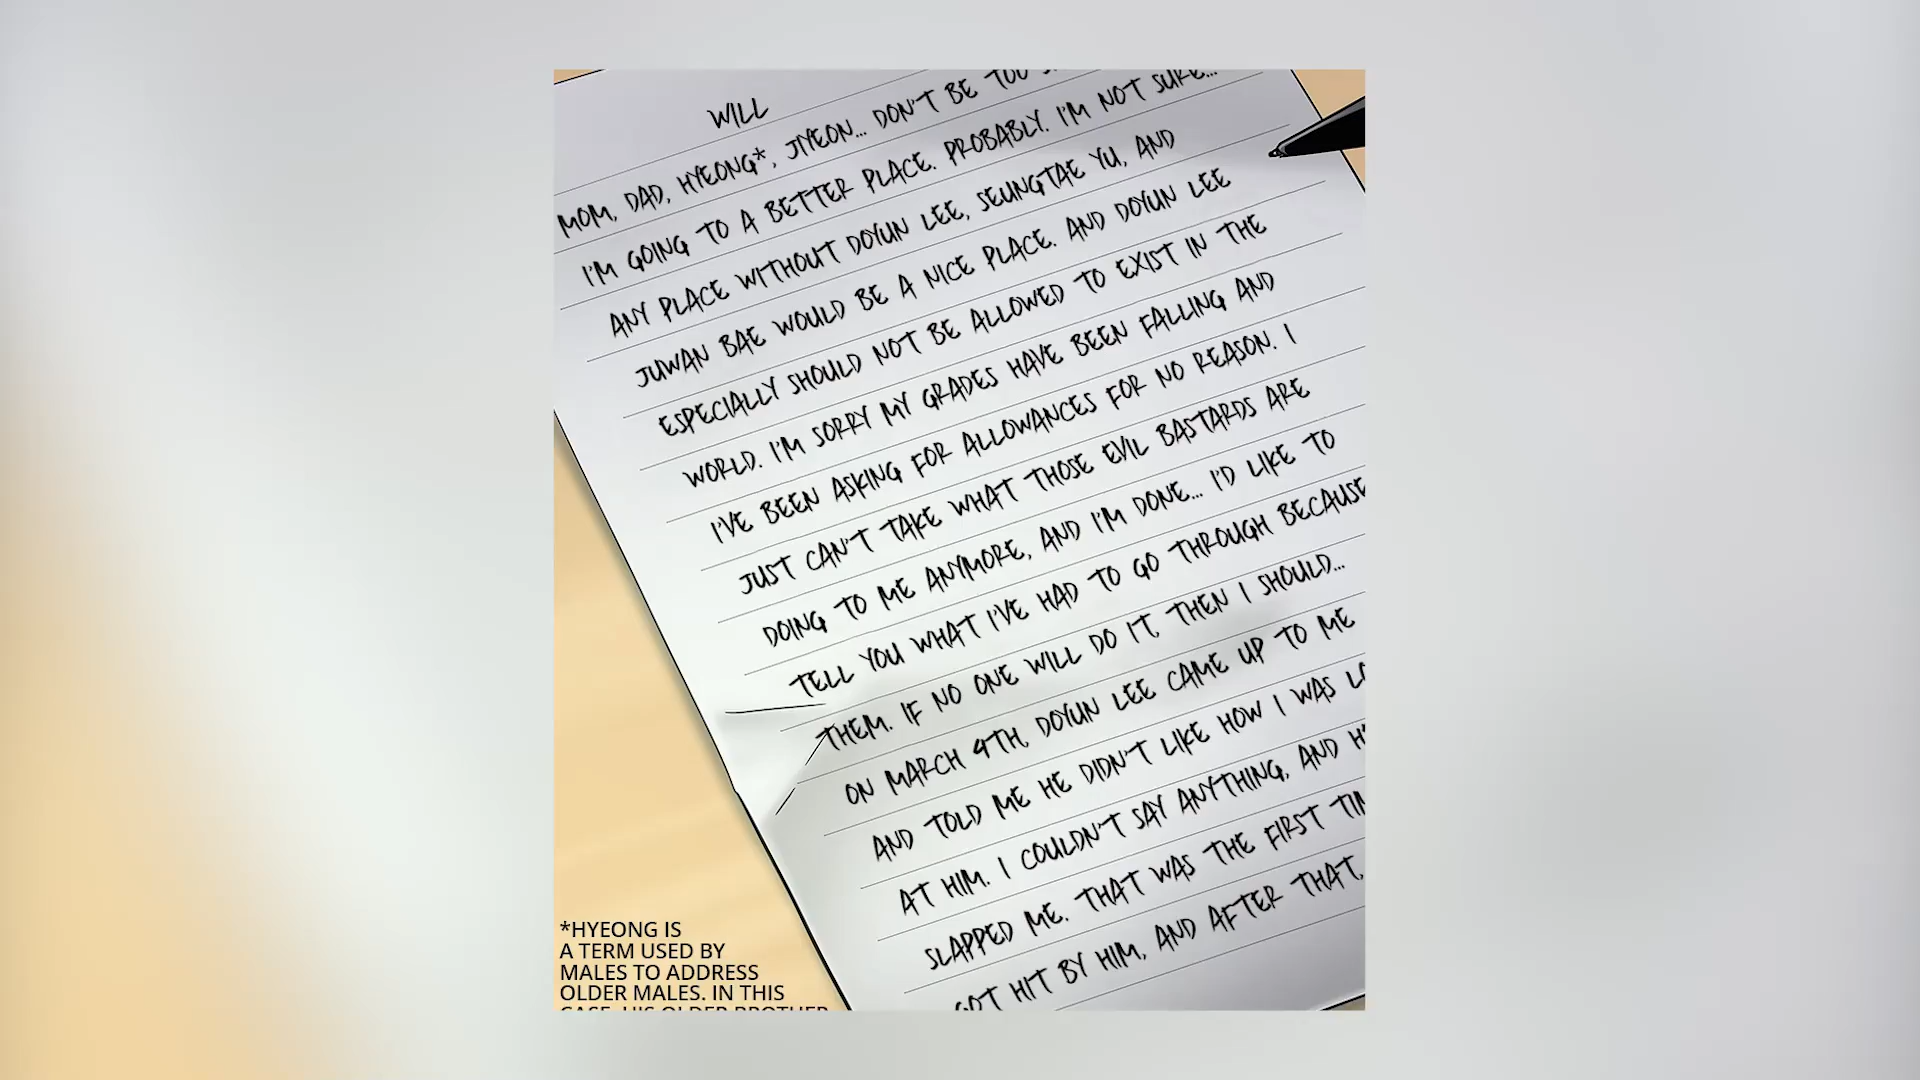 WILL
MOM, DAD, HYEONG*, JIYEON... DON'T BE TOO
I'M GOING TO A BETTER PLACE. PROBABLY. I'M NOT SURE...
ANY PLACE WITHOUT DOYUN LEE, SEUNGTAE YU, AND
JUWAN BAE WOULD BE A NICE PLACE. AND DOYUN LEE
ESPECIALLY SHOULD NOT BE ALLOWED TO EXIST IN THE
WORLD. I'M SORRY MY GRADES HAVE BEEN FALLING AND
I'VE BEEN ASKING FOR ALLOWANCES FOR NO REASON. I
JUST CAN'T TAKE WHAT THOSE EVIL BASTARDS ARE
DOING TO ME ANYMORE, AND I'M DONE... I'D LIKE TO
TELL YOU WHAT I'VE HAD TO GO THROUGH BECAUSE
THEM. IF NO ONE WILL DO IT, THEN I SHOULD...
ON MARCH 4TH, DOYUN LEE CAME UP TO ME
AND TOLD ME HE DIDN'T LIKE HOW I WAS
AT HIM. I COULDN'T SAY ANYTHING, AND
SLAPPED ME. THAT WAS THE FIRST
GOT HIT BY HIM, AND AFTER THAT,
*HYEONG IS
A TERM USED BY
MALES TO ADDRESS
OLDER MALES. IN THIS
CASE, HIS OLDER BROTHER